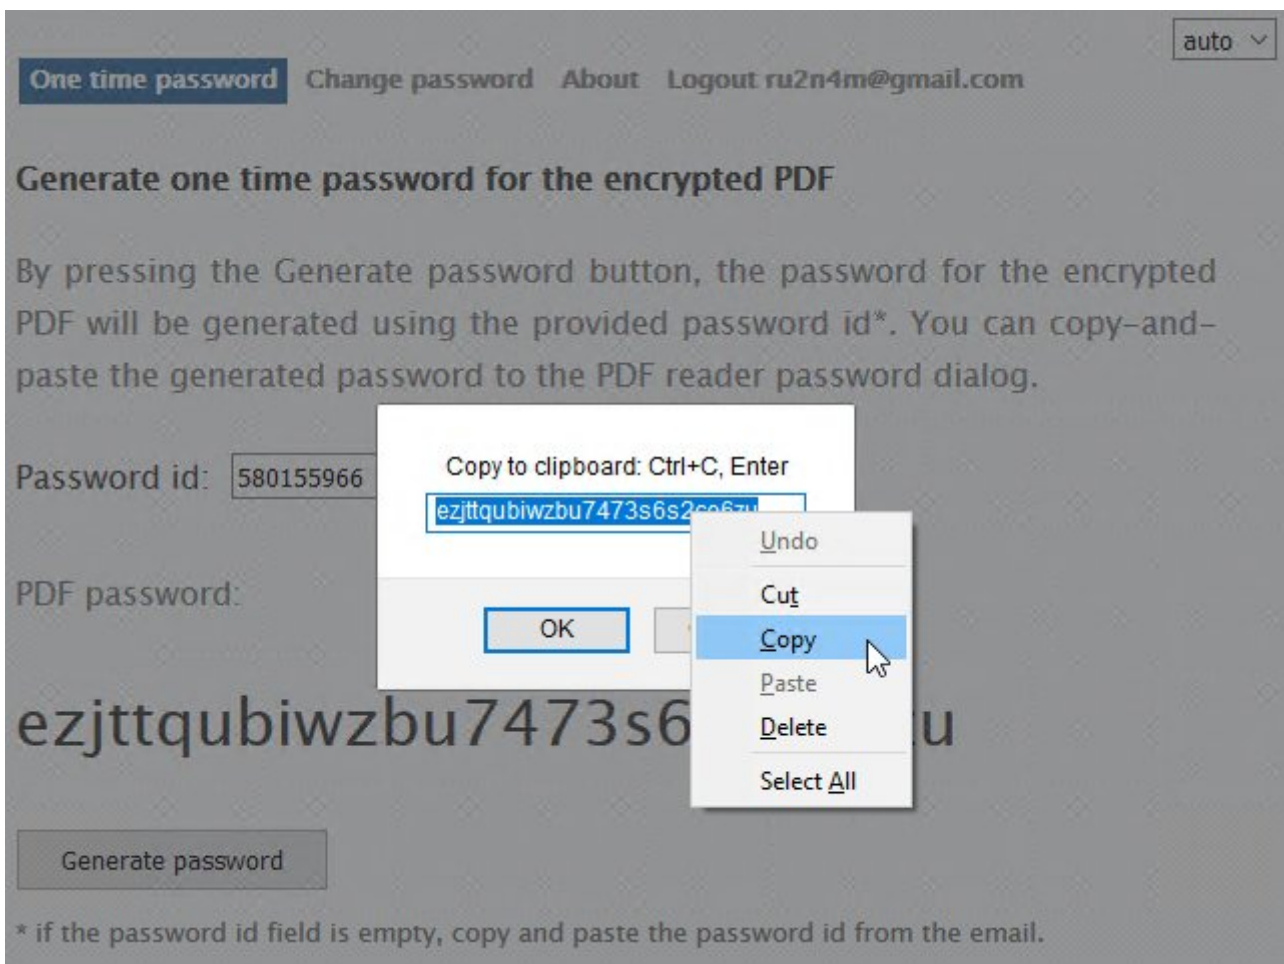 auto
One time password Change password About Logout ru2n4m@gmail.com
Generate one time password for the encrypted PDF
By pressing the Generate password button, the password for the encrypted
PDF will be generated using the provided password id*. You can copy-and-
paste the generated password to the PDF reader password dialog.
Copy to clipboard: Ctrl+C, Enter
Password id: 580155966
ezjttqubiwzbu7473s6s2co6zu
Undo
PDF password:
Cut
OK
Copy
Paste
ezjttqubiwzbu7473s6 zu
Delete
Select All
Generate password
* if the password id field is empty, copy and paste the password id from the email.